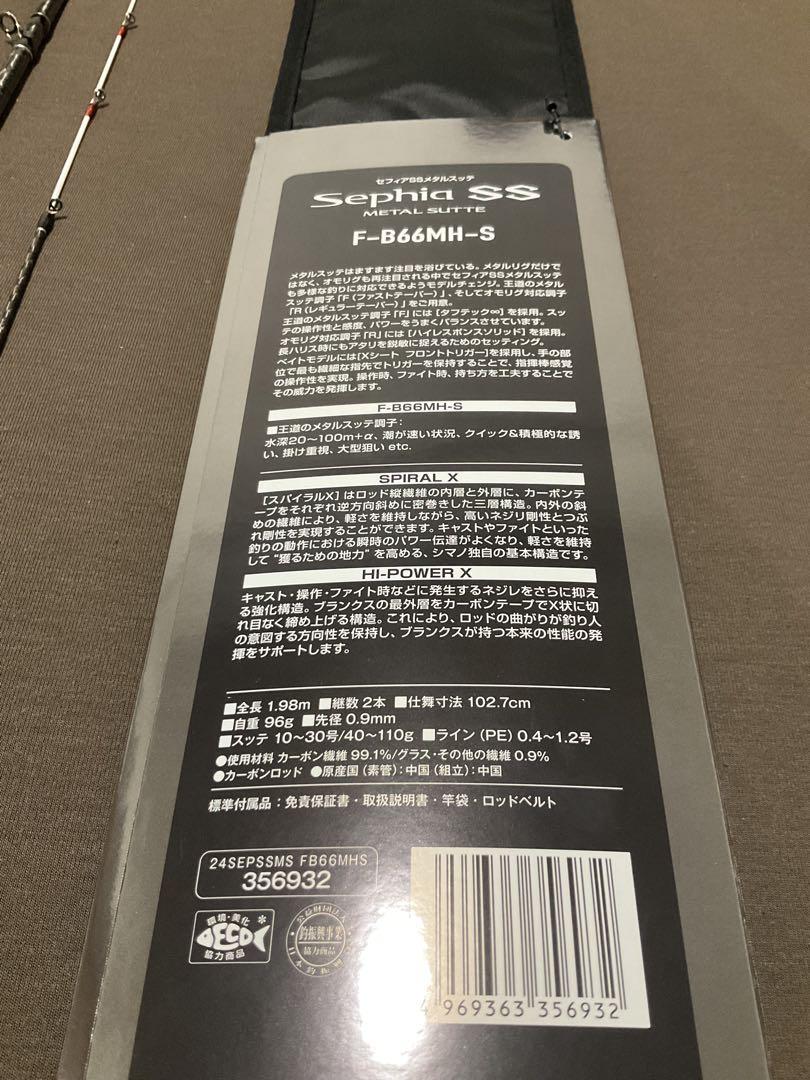 セフィアSSメタルスッテ
Sephia SS
METAL SUTTE
F-B66MH-S
メタルスッテはますます注目を浴びている。メタルリグだけで
はなく、オモリグも再注目される中でセフィアSSメタルスッテ
も多様な釣りに対応できるようモデルチェンジ。王道のメタル
スッテ調子「F（ファストテーパー）」、そしてオモリグ対応調子
「R（レギュラーテーパー）」をご用意。
王道のメタルスッテ調子「F」には［タフテック∞］を採用。スッ
テの操作性と感度、パワーをうまくバランスさせています。
オモリグ対応調子「R」には［ハイレスポンスソリッド］を採用。
長ハリス時にもアタリを鋭敏に捉えるためのセッティング。
ベイトモデルには［Xシート フロントトリガー］を採用し、手の部
位で最も繊細な指先でトリガーを保持することで、指揮棒感覚
の操作性を実現。操作時、ファイト時、持ち方を工夫することで
その威力を発揮します。
F-B66MH-S
■王道のメタルスッテ調子：
水深20〜100m+α、潮が速い状況、クイック&積極的な誘
い、掛け重視、大型狙い etc.
SPIRAL X
［スパイラルX］はロッド縦繊維の内層と外層に、カーボンテ
ープをそれぞれ逆方向斜めに密巻きした三層構造。内外の斜
めの繊維により、軽さを維持しながら、高いネジリ剛性とつぶ
れ剛性を実現することができます。キャストやファイトといった
釣りの動作における瞬時のパワー伝達がよくなり、軽さを維持
して “獲るための地力” を高める、シマノ独自の基本構造です。
HI-POWER X
キャスト・操作・ファイト時などに発生するネジレをさらに抑え
る強化構造。ブランクスの最外層をカーボンテープでX状に切
れ目なく締め上げる構造。これにより、ロッドの曲がりが釣り人
の意図する方向性を保持し、ブランクスが持つ本来の性能の発
揮をサポートします。
■全長 1.98m ■継数 2本 ■仕舞寸法 102.7cm
■自重 96g ■先径 0.9mm
■スッテ 10〜30号/40〜110g ■ライン（PE）0.4〜1.2号
●使用材料 カーボン繊維 99.1%/グラス・その他の繊維 0.9%
●カーボンロッド ●原産国（素管）：中国（組立）：中国
標準付属品：免責保証書・取扱説明書・竿袋・ロッドベルト
24SEPSSMS FB66MHS
356932
環境・美化
ECO
協力商品
公益財団法人
釣振興事業
協力商品
4 969363 356932